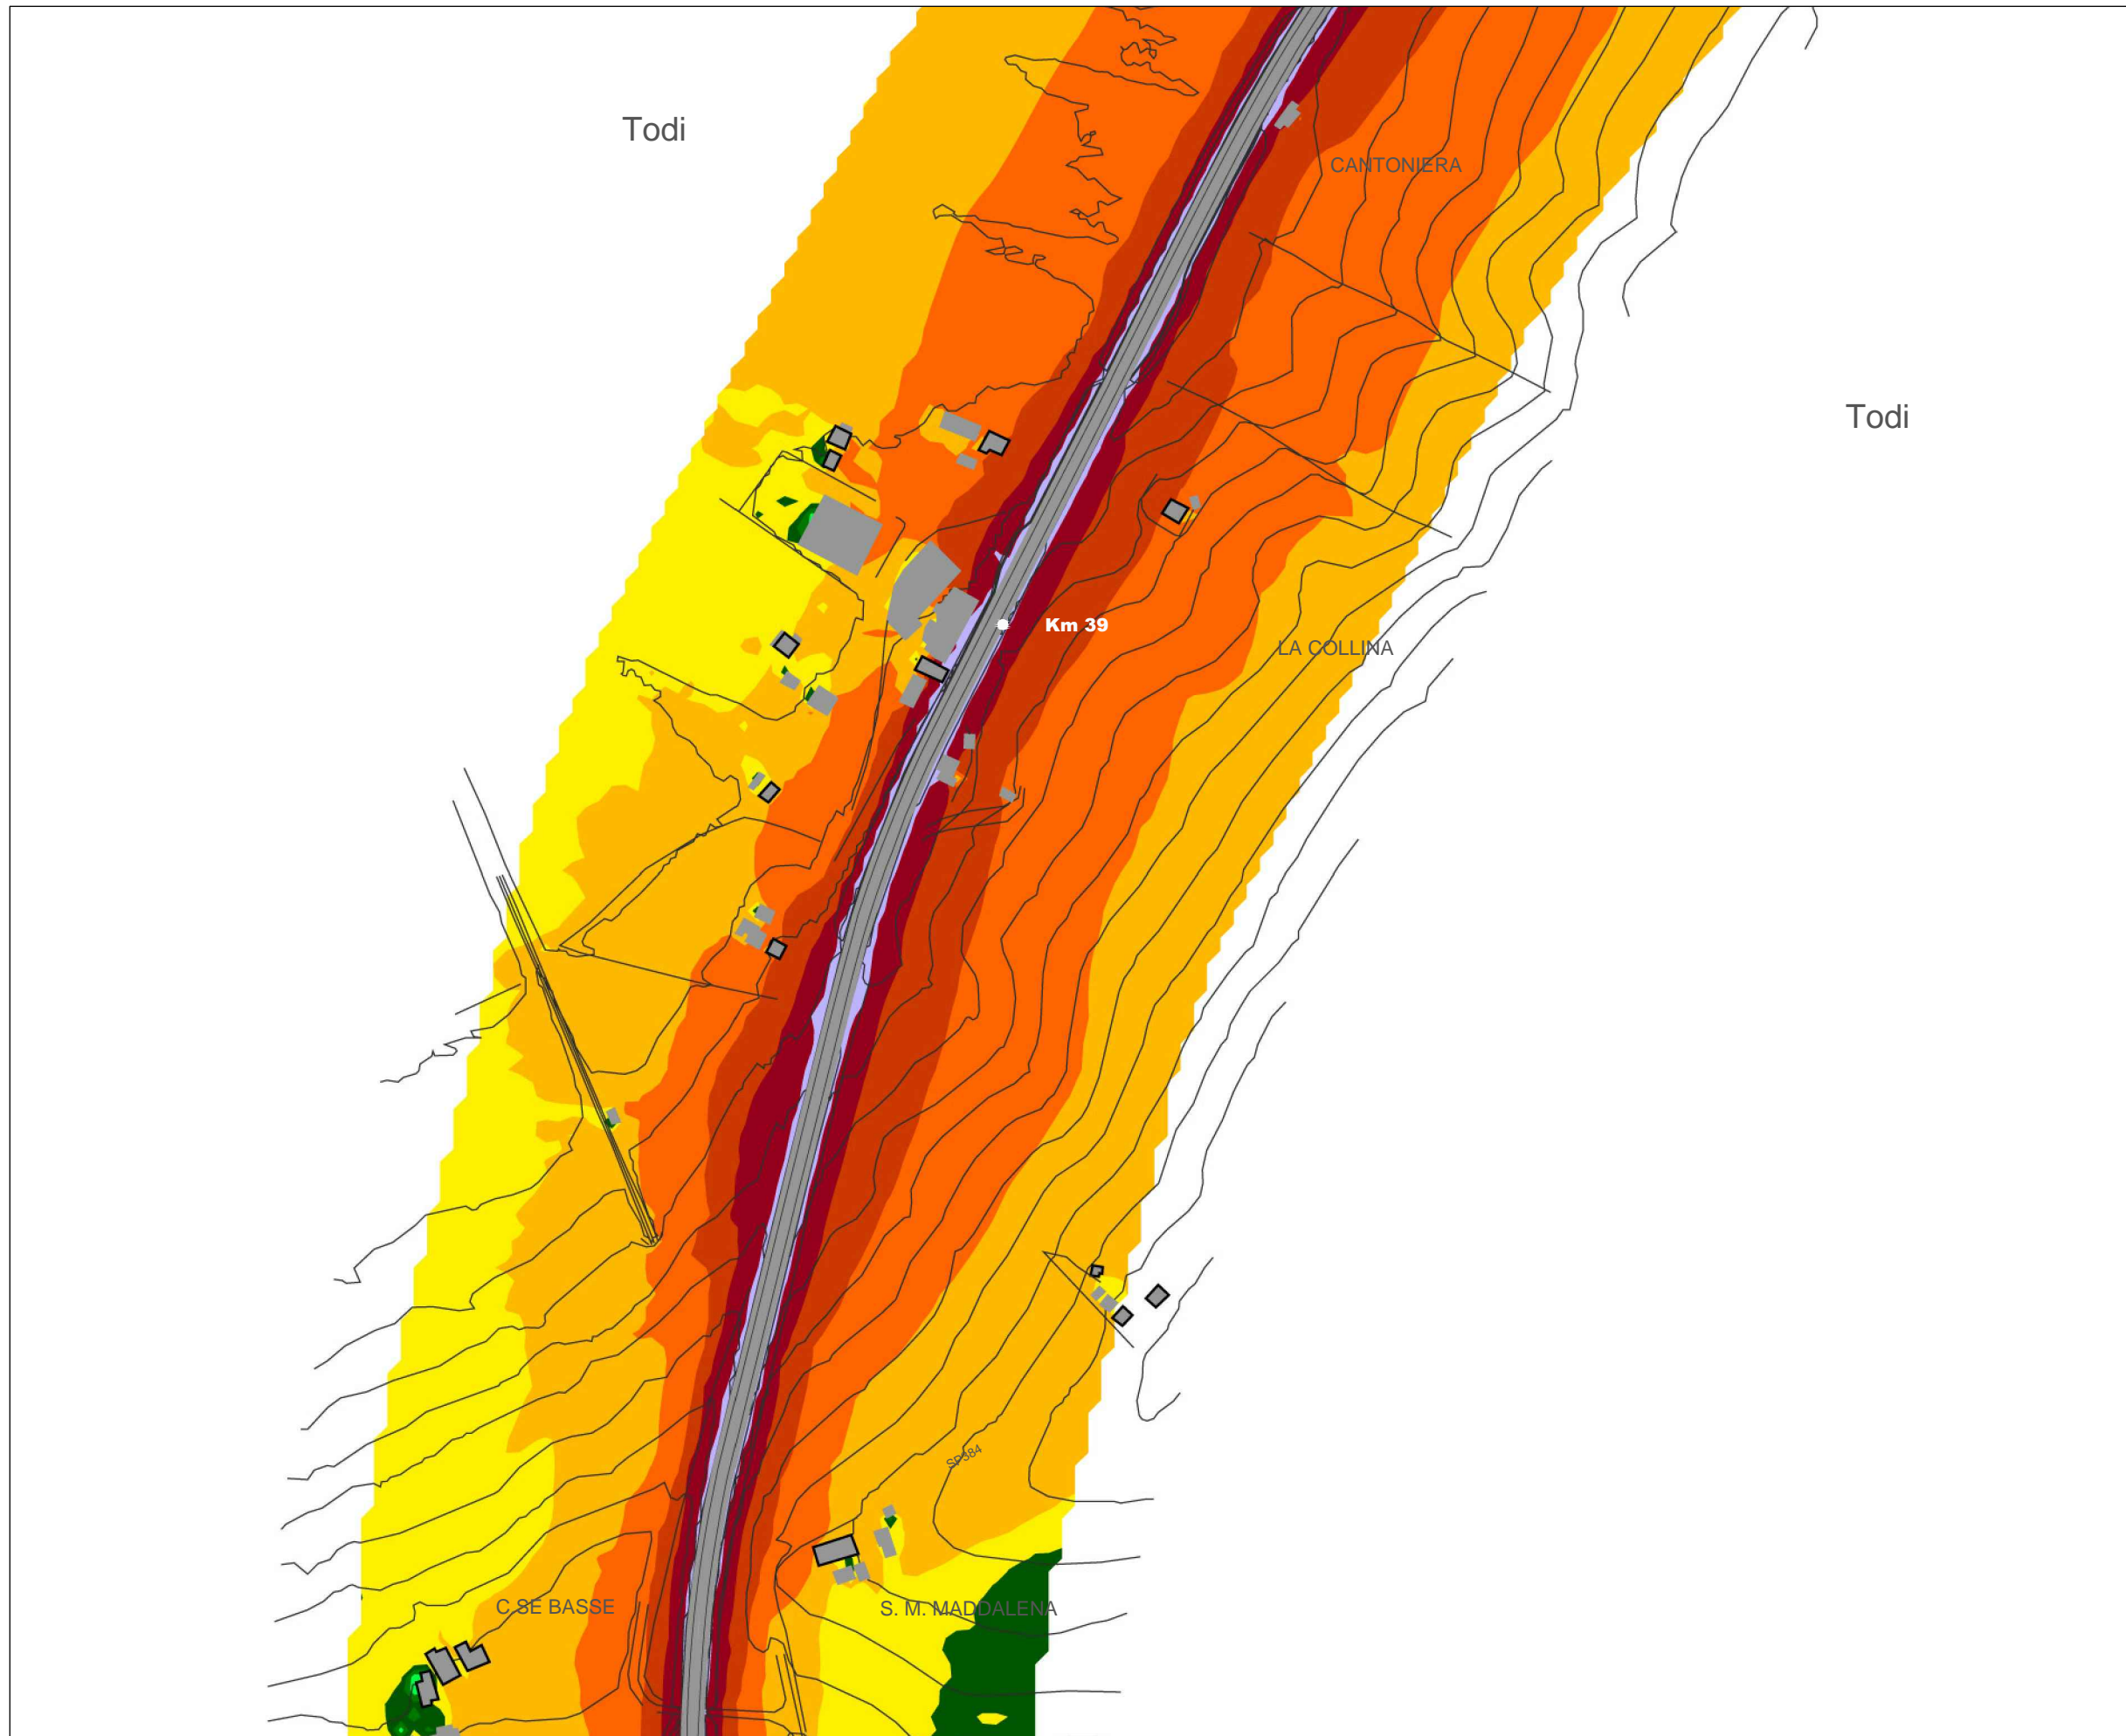 Todi
CANTONIERA
Todi
Km 39
LA COLLINA
SP384
C.SE BASSE
S. M. MADDALENA